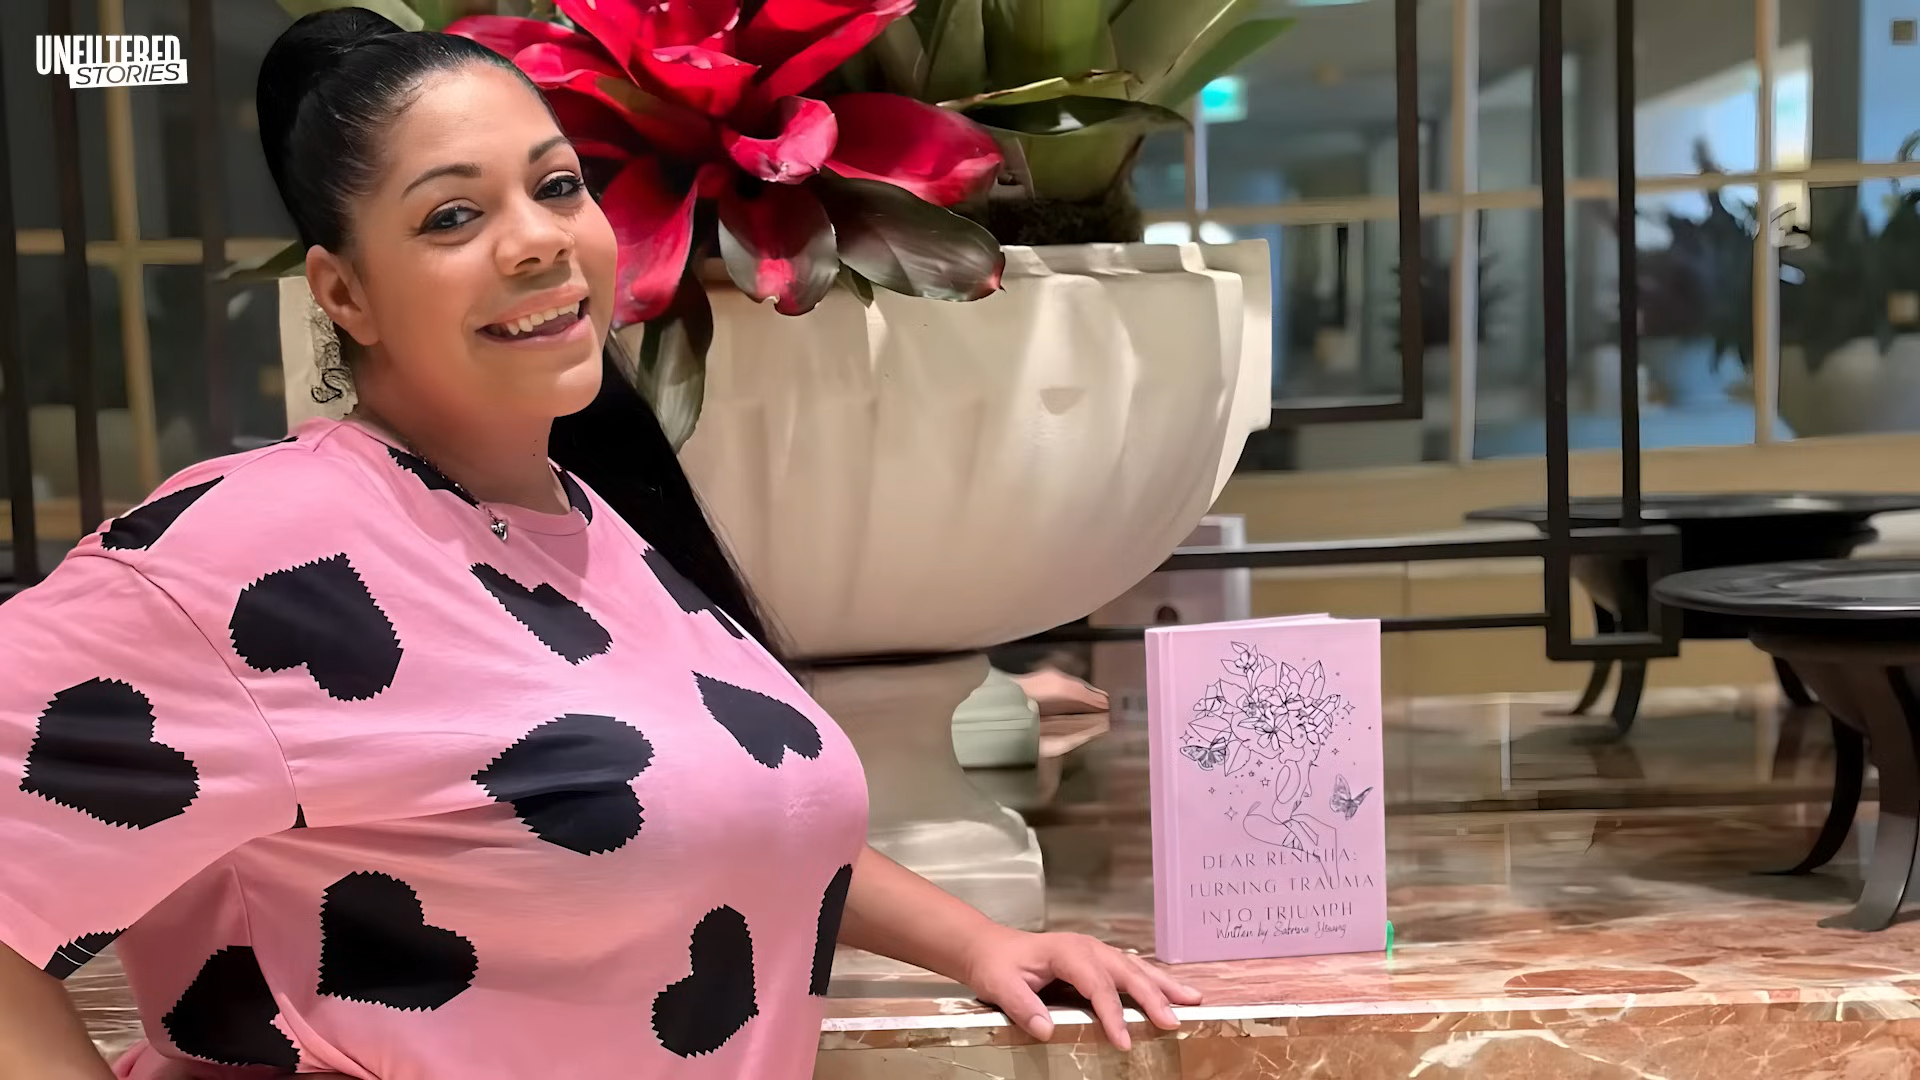 UNFILTERED
STORIES
DEAR RENISHA:
TURNING TRAUMA
INTO TRIUMPH
Written by Sabrina Young